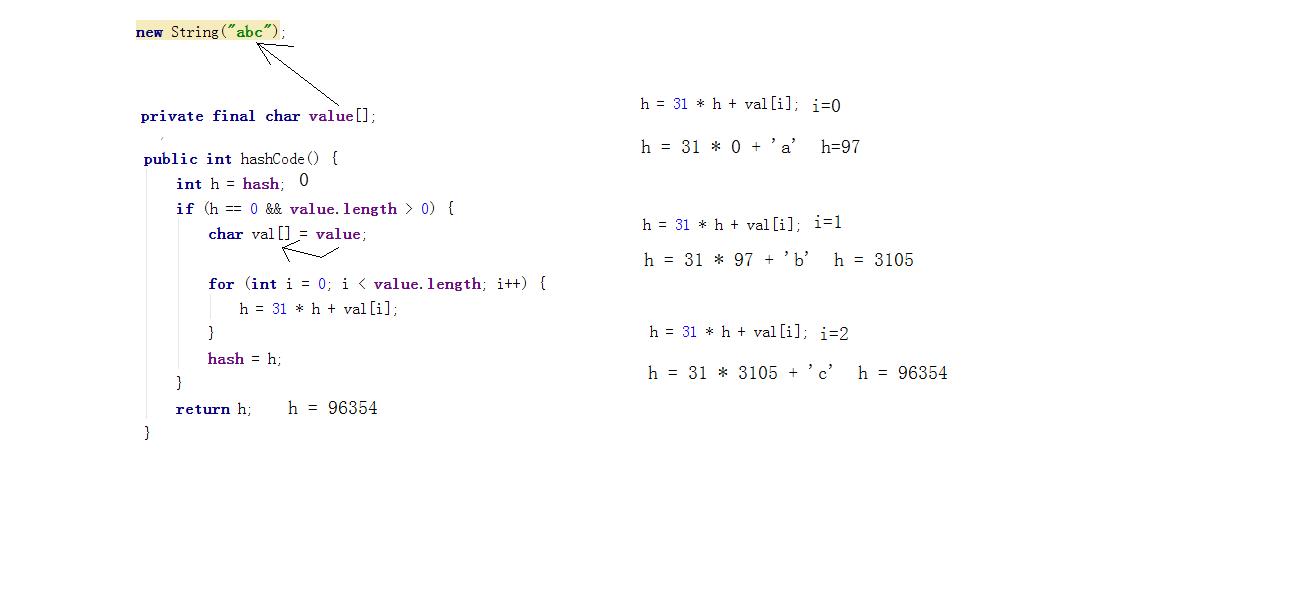 new String("abc");
private final char value[];
public int hashCode() {
int h = hash; 0
if (h == 0 && value.length > 0) {
char val[] = value;
for (int i = 0; i < value.length; i++) {
h = 31 * h + val[i];
}
hash = h;
}
return h; h = 96354
}
h = 31 * h + val[i]; i=0
h = 31 * 0 + 'a' h=97
h = 31 * h + val[i]; i=1
h = 31 * 97 + 'b' h = 3105
h = 31 * h + val[i]; i=2
h = 31 * 3105 + 'c' h = 96354